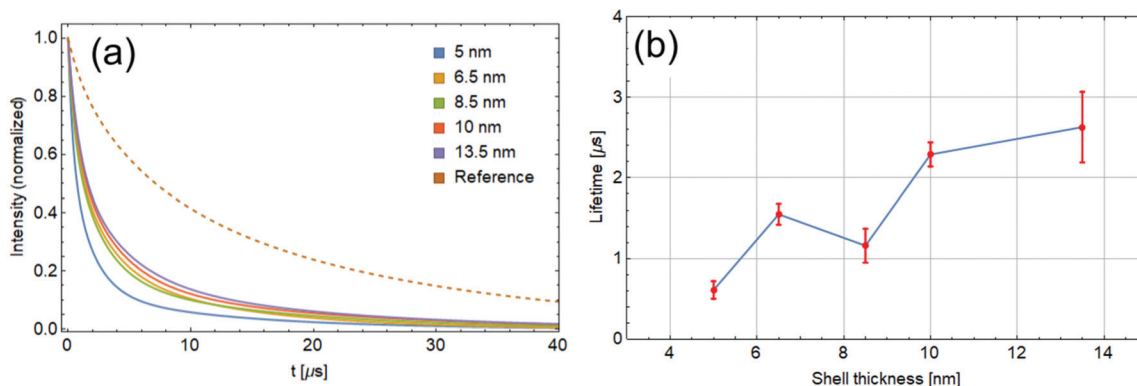 (a)
Intensity (normalized)
1.0
0.8
0.6
0.4
0.2
0.0
5 nm
6.5 nm
8.5 nm
10 nm
13.5 nm
Reference
0
10
20
30
40
t [μs]
(b)
Lifetime [μs]
4
3
2
1
0
4
6
8
10
12
14
Shell thickness [nm]